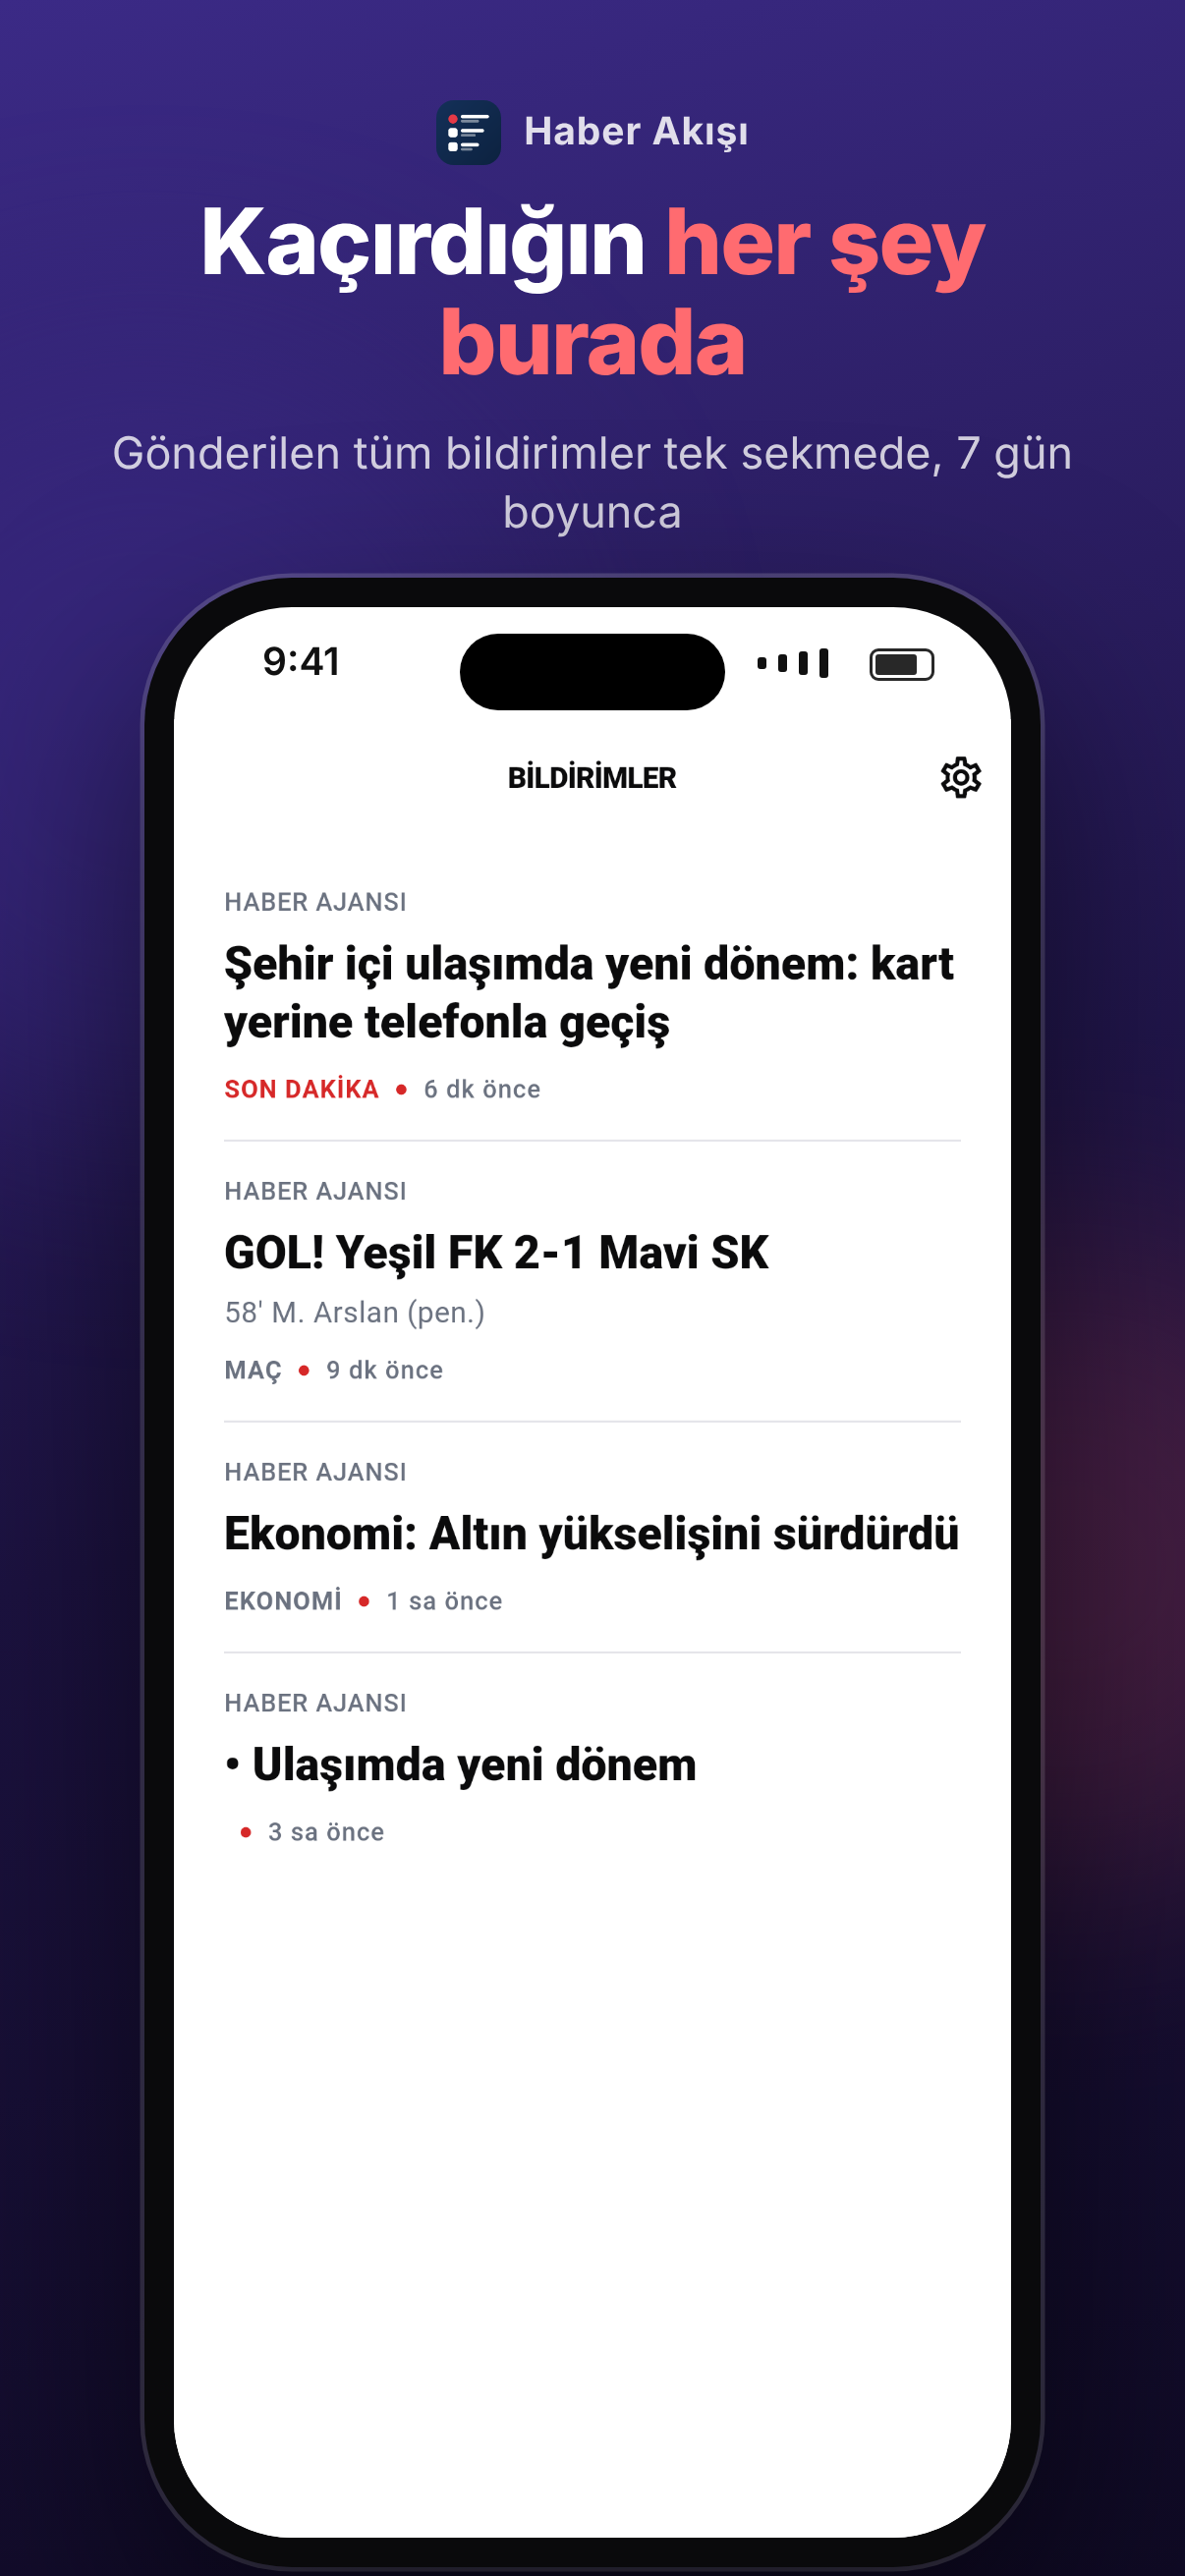 Haber Akışı
Kaçırdığın her şey
burada
Gönderilen tüm bildirimler tek sekmede, 7 gün
boyunca
9:41
BİLDİRİMLER
HABER AJANSI
Şehir içi ulaşımda yeni dönem: kart
yerine telefonla geçiş
SON DAKİKA • 6 dk önce
HABER AJANSI
GOL! Yeşil FK 2-1 Mavi SK
58' M. Arslan (pen.)
MAÇ • 9 dk önce
HABER AJANSI
Ekonomi: Altın yükselişini sürdürdü
EKONOMİ • 1 sa önce
HABER AJANSI
• Ulaşımda yeni dönem
• 3 sa önce